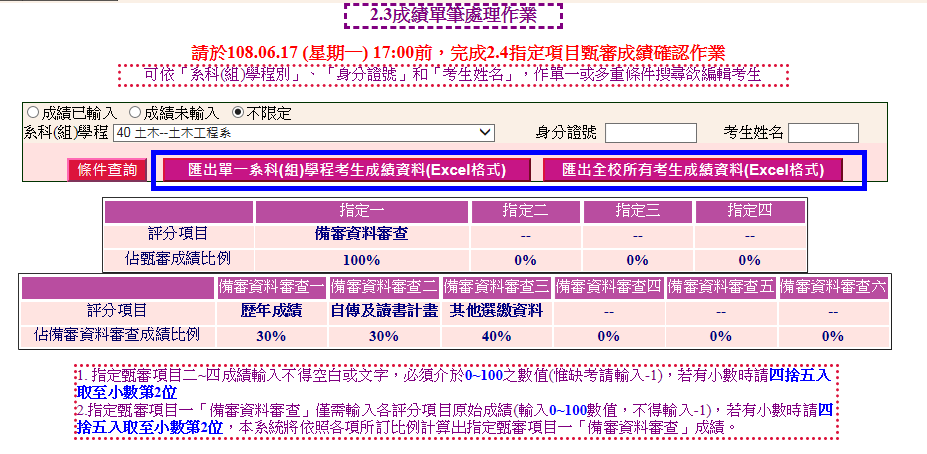 2.3成績單筆處理作業
請於108.06.17 (星期一) 17:00前，完成2.4指定項目甄審成績確認作業
可依「系科(組)學程別」、「身分證號」和「考生姓名」，作單一或多重條件搜尋欲編輯考生
成績已輸入 成績未輸入 不限定
系科(組)學程 40 土木--土木工程系 身分證號 考生姓名
條件查詢 匯出單一系科(組)學程考生成績資料(Excel格式) 匯出全校所有考生成績資料(Excel格式)
指定一 指定二 指定三 指定四
評分項目 備審資料審查 -- -- --
佔甄審成績比例 100% 0% 0% 0%
備審資料審查一 備審資料審查二 備審資料審查三 備審資料審查四 備審資料審查五 備審資料審查六
評分項目 歷年成績 自傳及讀書計畫 其他選繳資料 -- -- --
佔備審資料審查成績比例 30% 30% 40% 0% 0% 0%
1. 指定甄審項目二~四成績輸入不得空白或文字，必須介於0~100之數值(惟缺考請輸入-1)，若有小數時請四捨五入
取至小數第2位
2.指定甄審項目一「備審資料審查」僅需輸入各評分項目原始成績(輸入0~100數值，不得輸入-1)，若有小數時請四
捨五入取至小數第2位，本系統將依照各項所訂比例計算出指定甄審項目一「備審資料審查」成績。